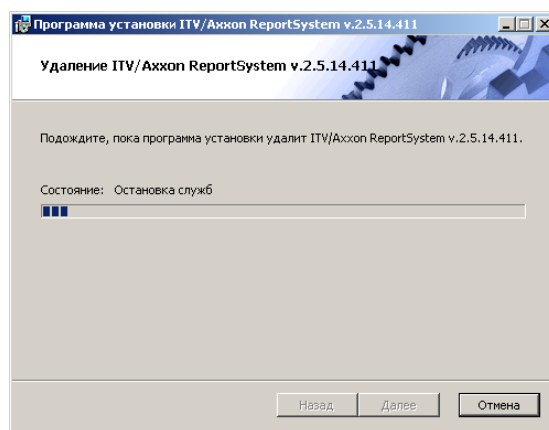 Программа установки ITV/Axxon ReportSystem v.2.5.14.411
Удаление ITV/Axxon ReportSystem v.2.5.14.411
Подождите, пока программа установки удалит ITV/Axxon ReportSystem v.2.5.14.411.
Состояние: Остановка служб
Назад Далее Отмена